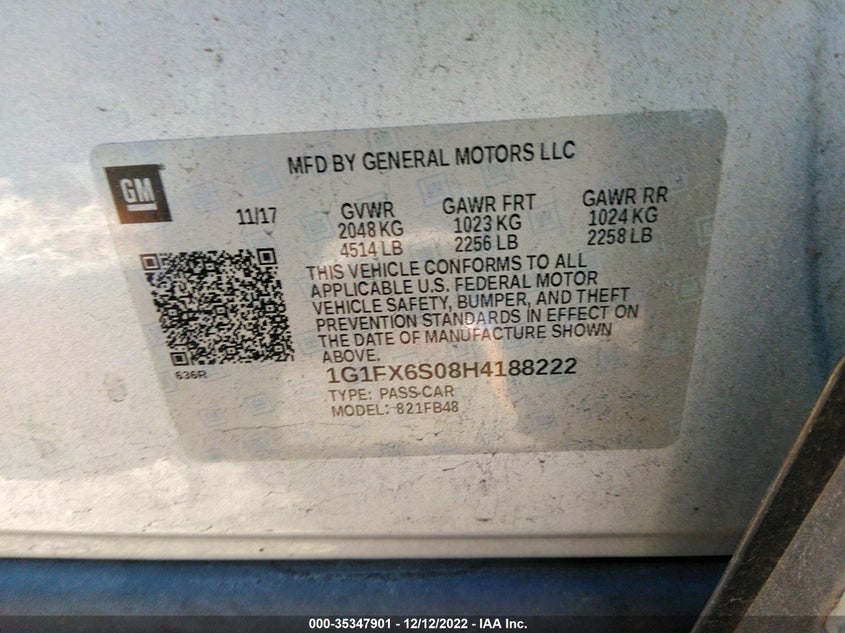 MFD BY GENERAL MOTORS LLC
GM
11/17
GVWR GAWR FRT GAWR RR
2048 KG 1023 KG 1024 KG
4514 LB 2256 LB 2258 LB
THIS VEHICLE CONFORMS TO ALL
APPLICABLE U.S. FEDERAL MOTOR
VEHICLE SAFETY, BUMPER, AND THEFT
PREVENTION STANDARDS IN EFFECT ON
THE DATE OF MANUFACTURE SHOWN
ABOVE.
636R
1G1FX6S08H4188222
TYPE: PASS-CAR
MODEL: 821FB48
000-35347901 - 12/12/2022 - IAA Inc.